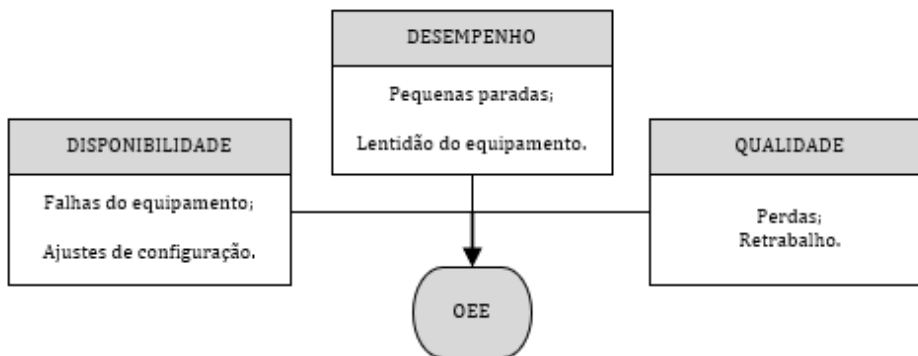 DESEMPENHO
Pequenas paradas;
Lentidão do equipamento.
DISPONIBILIDADE
Falhas do equipamento;
Ajustes de configuração.
QUALIDADE
Perdas;
Retrabalho.
OEE